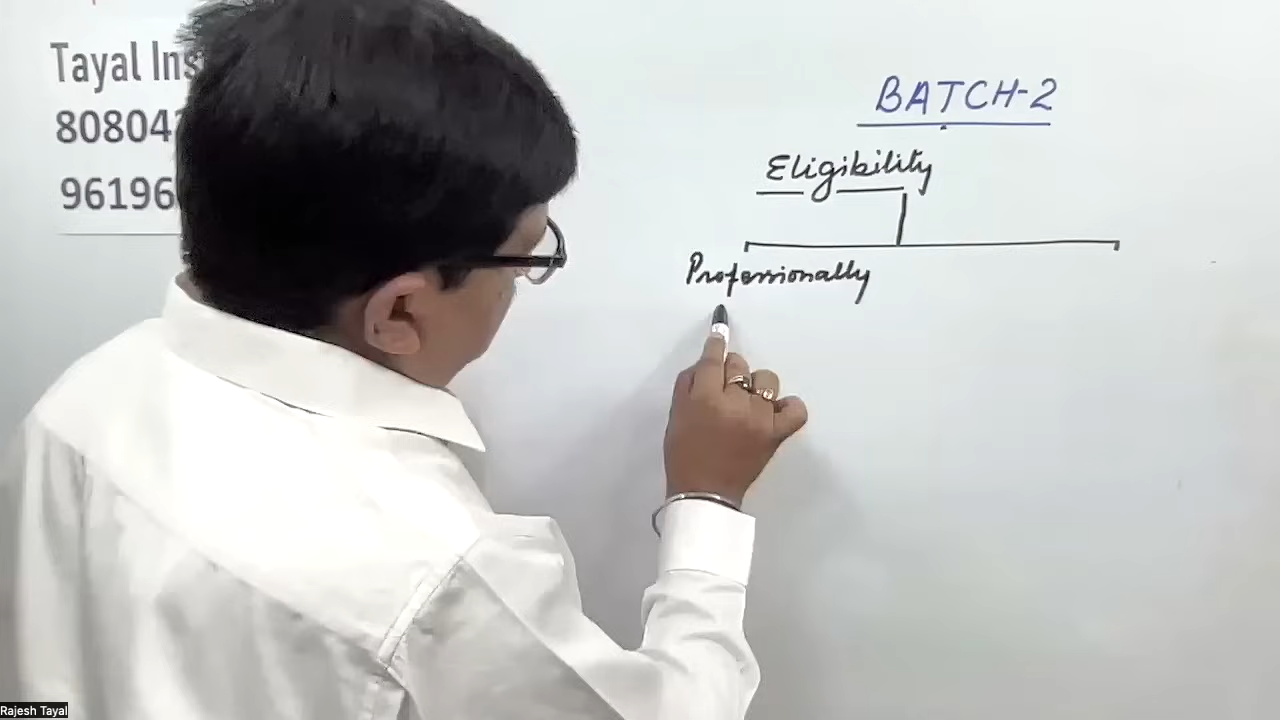 Tayal Ins
80804
96196
BATCH-2
Eligibility
Professionally
Rajesh Tayal